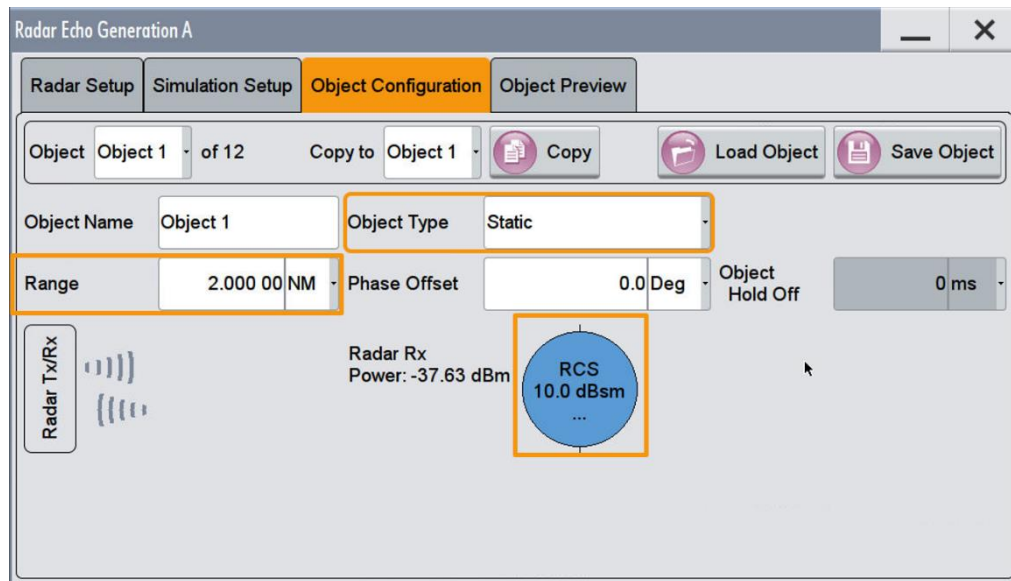 Radar Echo Generation A
Radar Setup Simulation Setup Object Configuration Object Preview
Object Object 1 of 12 Copy to Object 1 Copy Load Object Save Object
Object Name Object 1 Object Type Static
Range 2.000 00 NM Phase Offset 0.0 Deg Object
Hold Off 0 ms
Radar Tx/Rx
Radar Rx
Power: -37.63 dBm
RCS
10.0 dBsm
...